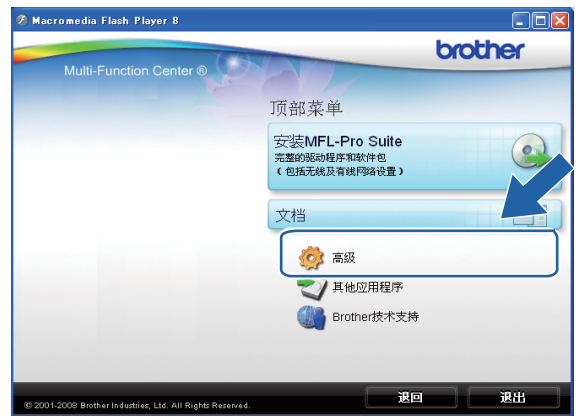 Macromedia Flash Player 8
brother
Multi-Function Center ®
顶部菜单
安装MFL-Pro Suite
完整的驱动程序和软件包
（包括无线及有线网络设置）
文档
高级
其他应用程序
Brother技术支持
© 2001-2008 Brother Industries, Ltd. All Rights Reserved.
退回
退出